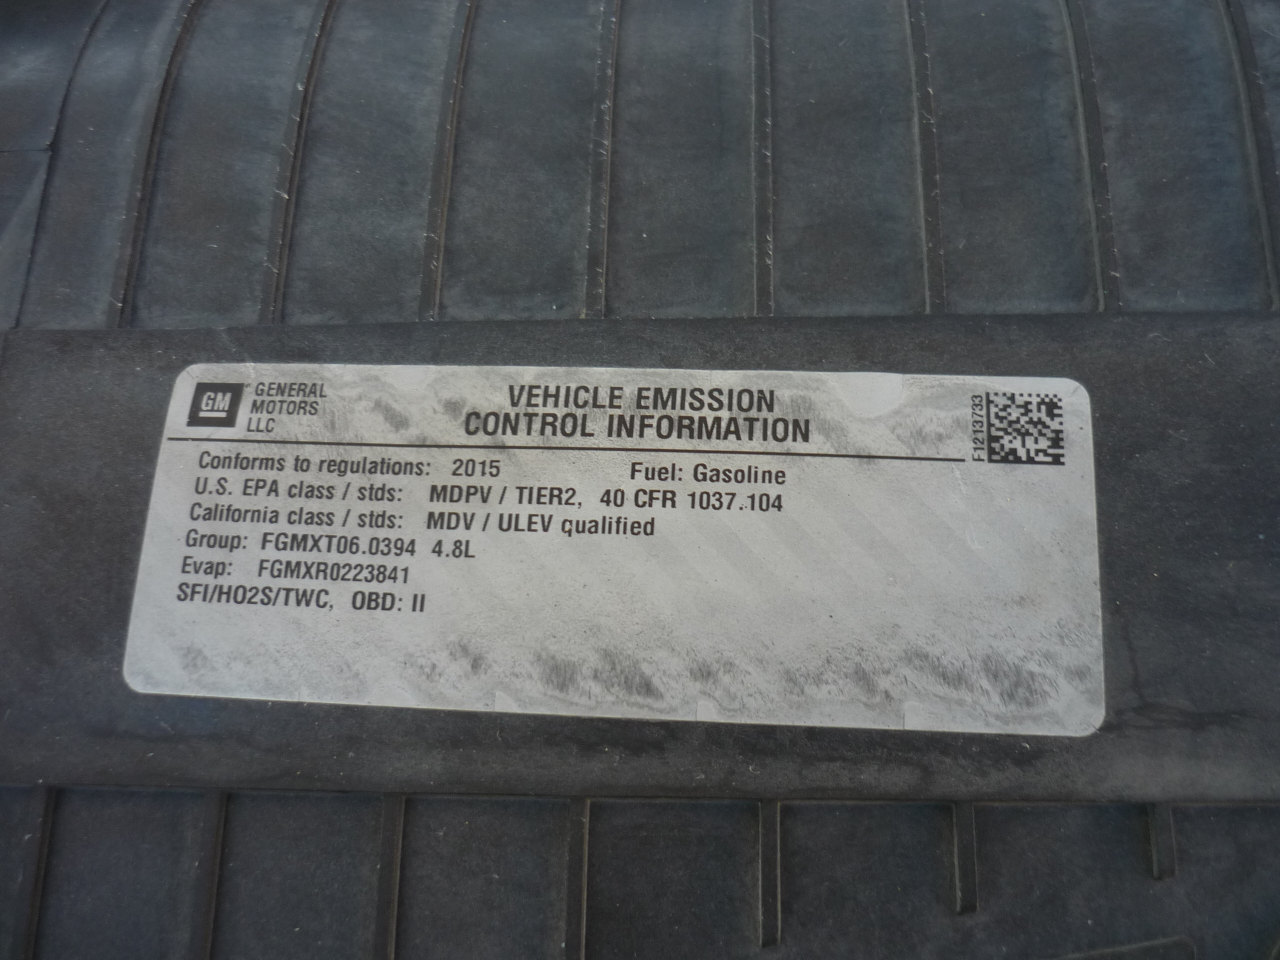 GM GENERAL
MOTORS
LLC
VEHICLE EMISSION
CONTROL INFORMATION
F1213733
Conforms to regulations: 2015 Fuel: Gasoline
U.S. EPA class / stds: MDPV / TIER2, 40 CFR 1037.104
California class / stds: MDV / ULEV qualified
Group: FGMXT06.0394 4.8L
Evap: FGMXR0223841
SFI/HO2S/TWC, OBD: II